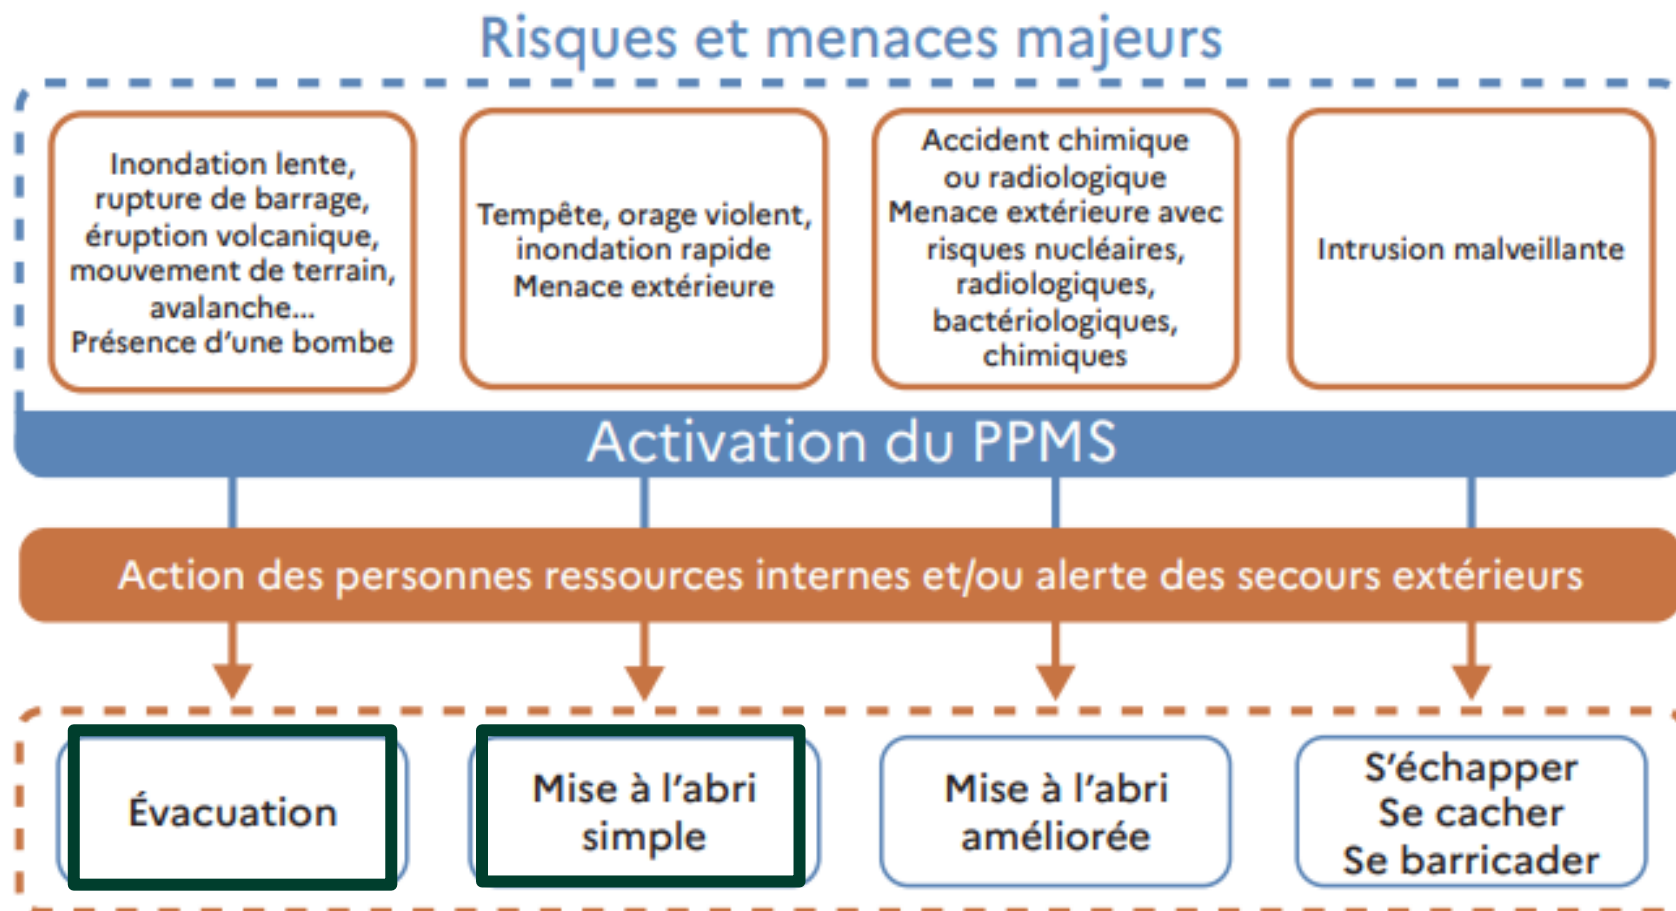 Risques et menaces majeurs
Inondation lente,
rupture de barrage,
éruption volcanique,
mouvement de terrain,
avalanche...
Présence d'une bombe
Tempête, orage violent,
inondation rapide
Menace extérieure
Accident chimique
ou radiologique
Menace extérieure avec
risques nucléaires,
radiologiques,
bactériologiques,
chimiques
Intrusion malveillante
Activation du PPMS
Action des personnes ressources internes et/ou alerte des secours extérieurs
Évacuation
Mise à l'abri
simple
Mise à l'abri
améliorée
S'échapper
Se cacher
Se barricader